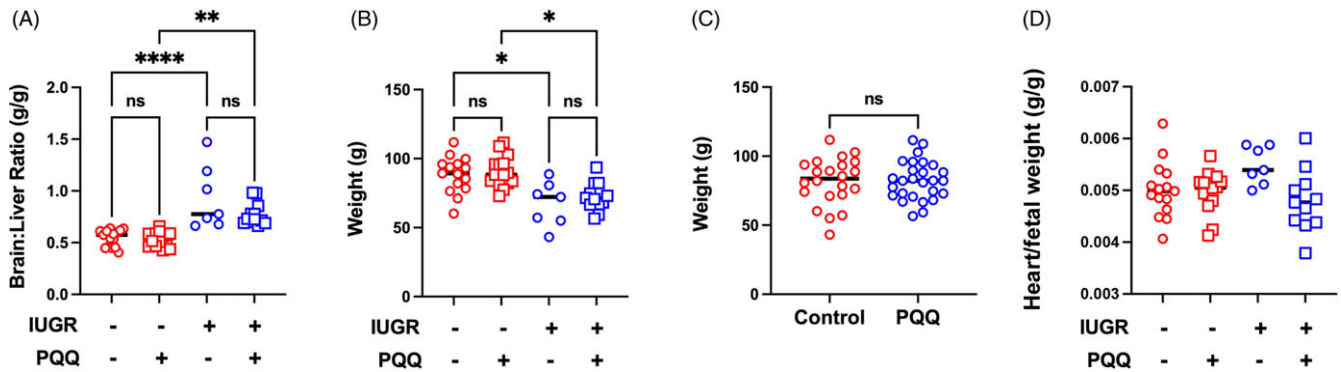 (A)
**
****
ns
ns
Brain:Liver Ratio (g/g)
2.0
1.5
1.0
0.5
0.0
IUGR - - + +
PQQ - + - +
(B)
*
*
ns
ns
Weight (g)
150
100
50
0
- - + +
- + - +
(C)
ns
Weight (g)
150
100
50
0
Control PQQ
(D)
Heart/fetal weight (g/g)
0.007
0.006
0.005
0.004
0.003
IUGR - - + +
PQQ - + - +